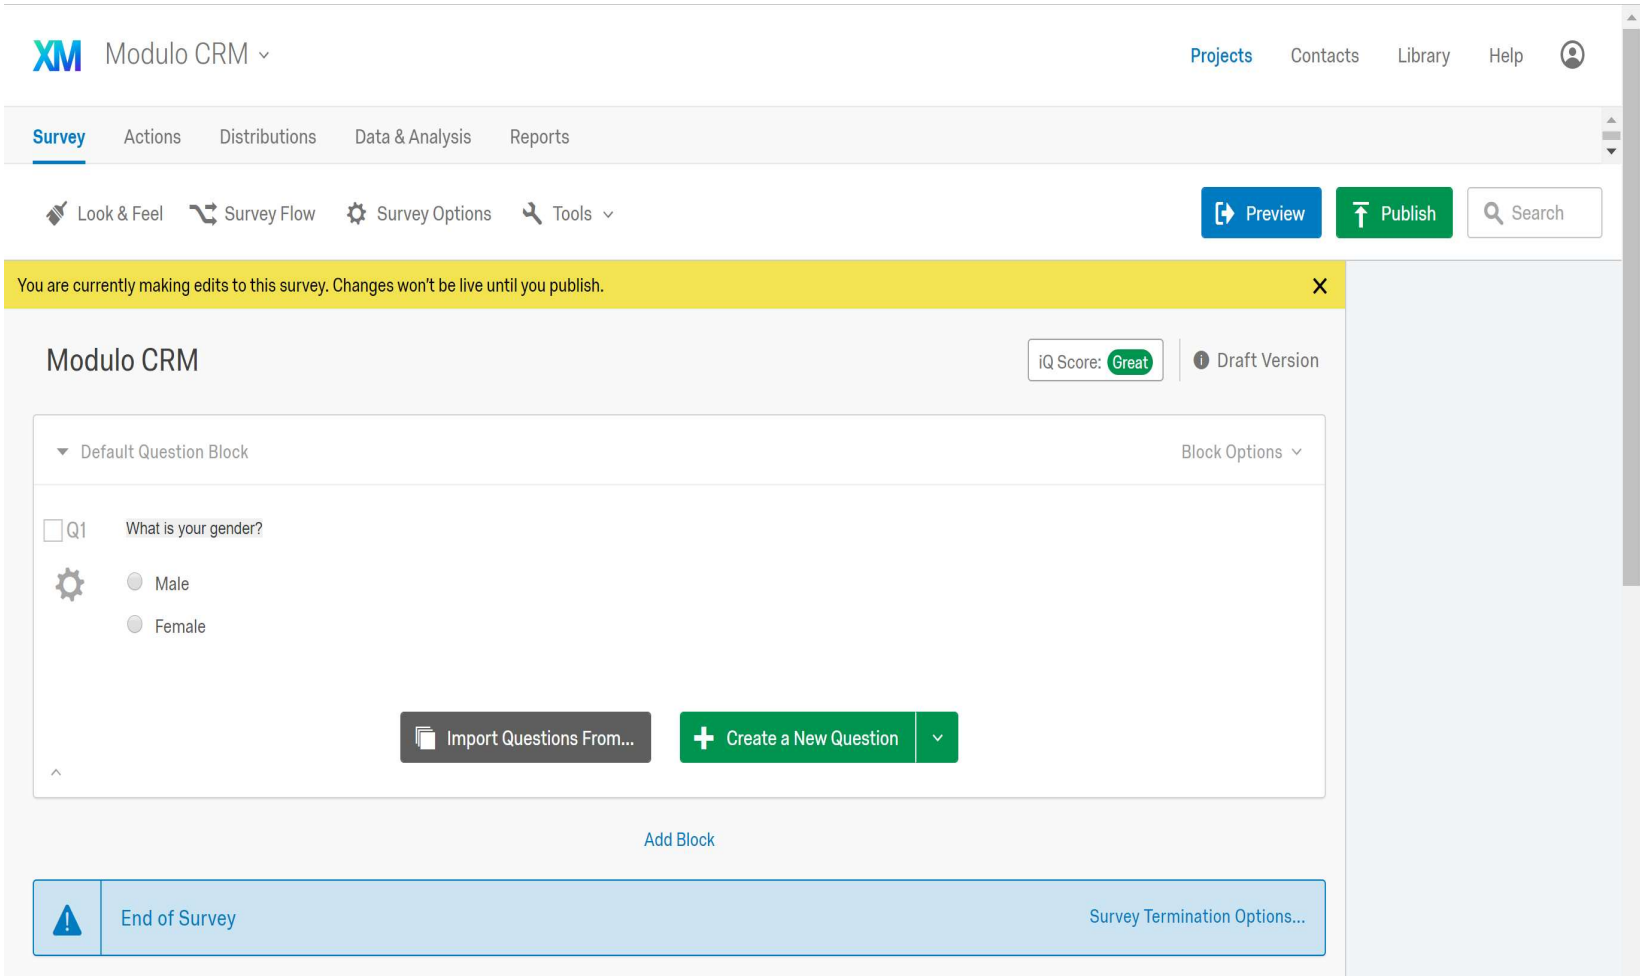 XM Modulo CRM
Projects Contacts Library Help
Survey Actions Distributions Data & Analysis Reports
Look & Feel Survey Flow Survey Options Tools Preview Publish Search
You are currently making edits to this survey. Changes won't be live until you publish.
Modulo CRM iQ Score: Great Draft Version
Default Question Block Block Options
Q1 What is your gender?
Male
Female
Import Questions From... Create a New Question
Add Block
End of Survey Survey Termination Options...